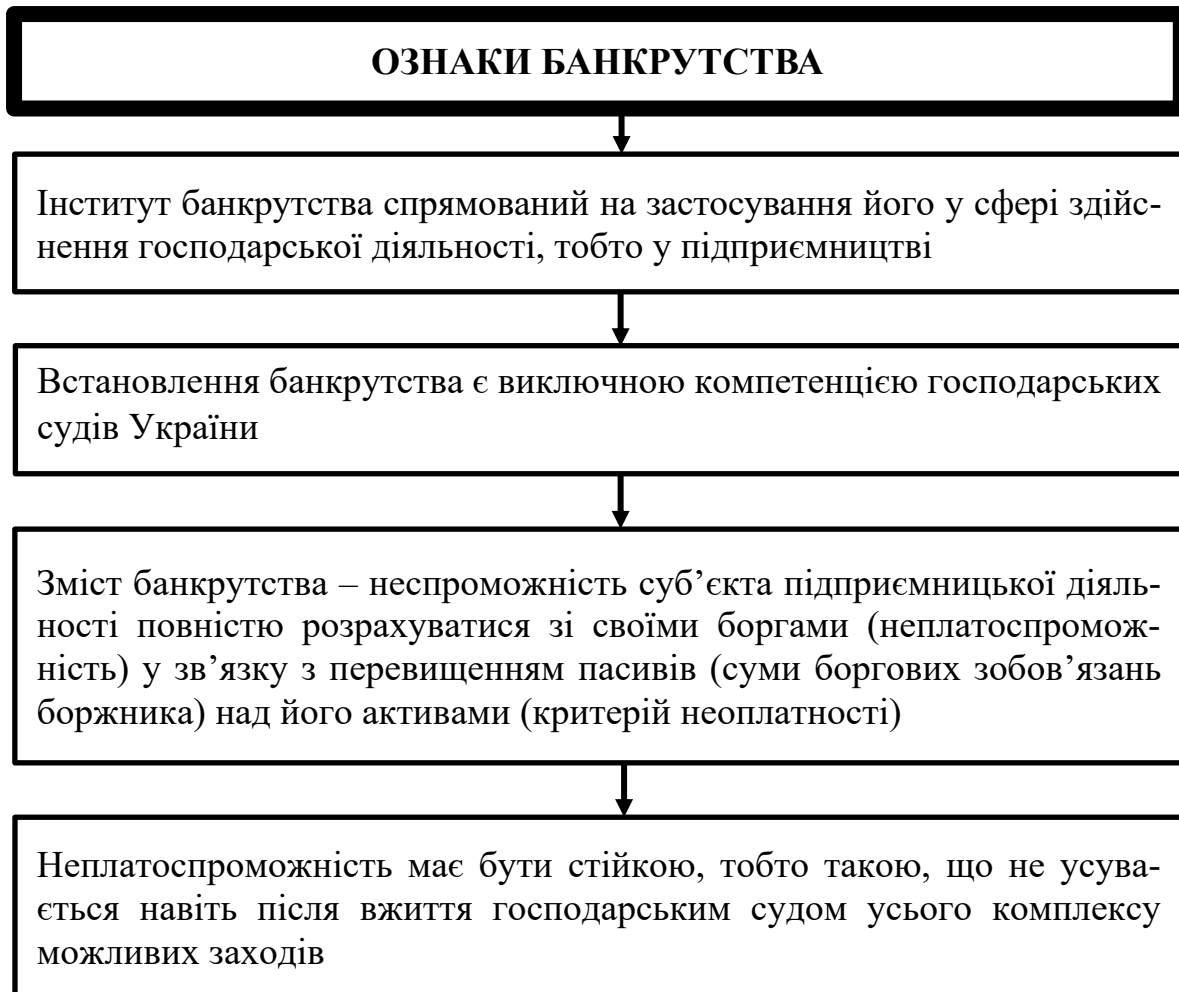 ОЗНАКИ БАНКРУТСТВА
Інститут банкрутства спрямований на застосування його у сфері здійс-
нення господарської діяльності, тобто у підприємництві
Встановлення банкрутства є виключною компетенцією господарських
судів України
Зміст банкрутства – неспроможність суб’єкта підприємницької діяль-
ності повністю розрахуватися зі своїми боргами (неплатоспромож-
ність) у зв’язку з перевищенням пасивів (суми боргових зобов’язань
боржника) над його активами (критерій неоплатності)
Неплатоспроможність має бути стійкою, тобто такою, що не усува-
ється навіть після вжиття господарським судом усього комплексу
можливих заходів